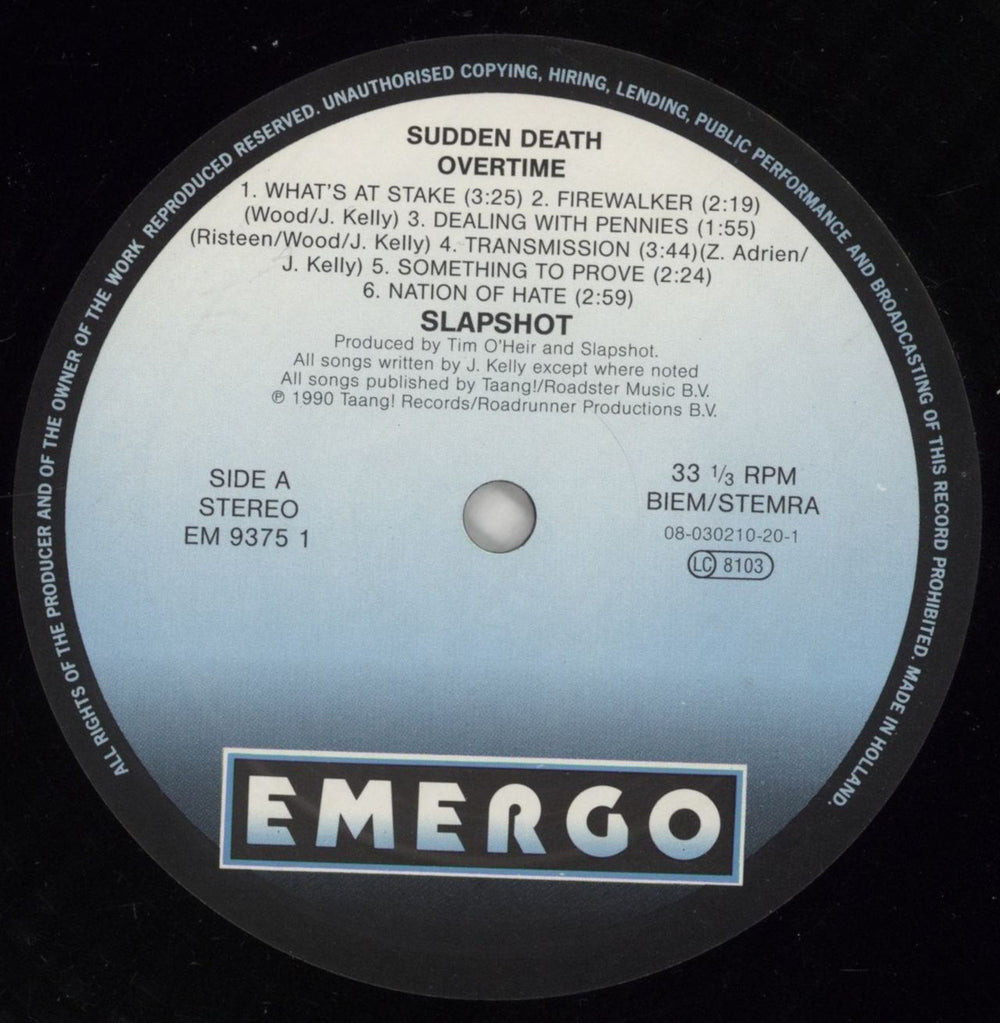 ALL RIGHTS OF THE PRODUCER AND OF THE OWNER OF THE WORK REPRODUCED RESERVED. UNAUTHORISED COPYING, HIRING, LENDING, PUBLIC PERFORMANCE AND BROADCASTING OF THIS RECORD PROHIBITED. MADE IN HOLLAND.
SUDDEN DEATH
OVERTIME
1. WHAT'S AT STAKE (3:25) 2. FIREWALKER (2:19)
(Wood/J. Kelly) 3. DEALING WITH PENNIES (1:55)
(Risteen/Wood/J. Kelly) 4. TRANSMISSION (3:44)(Z. Adrien/
J. Kelly) 5. SOMETHING TO PROVE (2:24)
6. NATION OF HATE (2:59)
SLAPSHOT
Produced by Tim O'Heir and Slapshot.
All songs written by J. Kelly except where noted
All songs published by Taang!/Roadster Music B.V.
℗ 1990 Taang! Records/Roadrunner Productions B.V.
SIDE A
STEREO
EM 9375 1
33 1/3 RPM
BIEM/STEMRA
08-030210-20-1
LC 8103
EMERGO